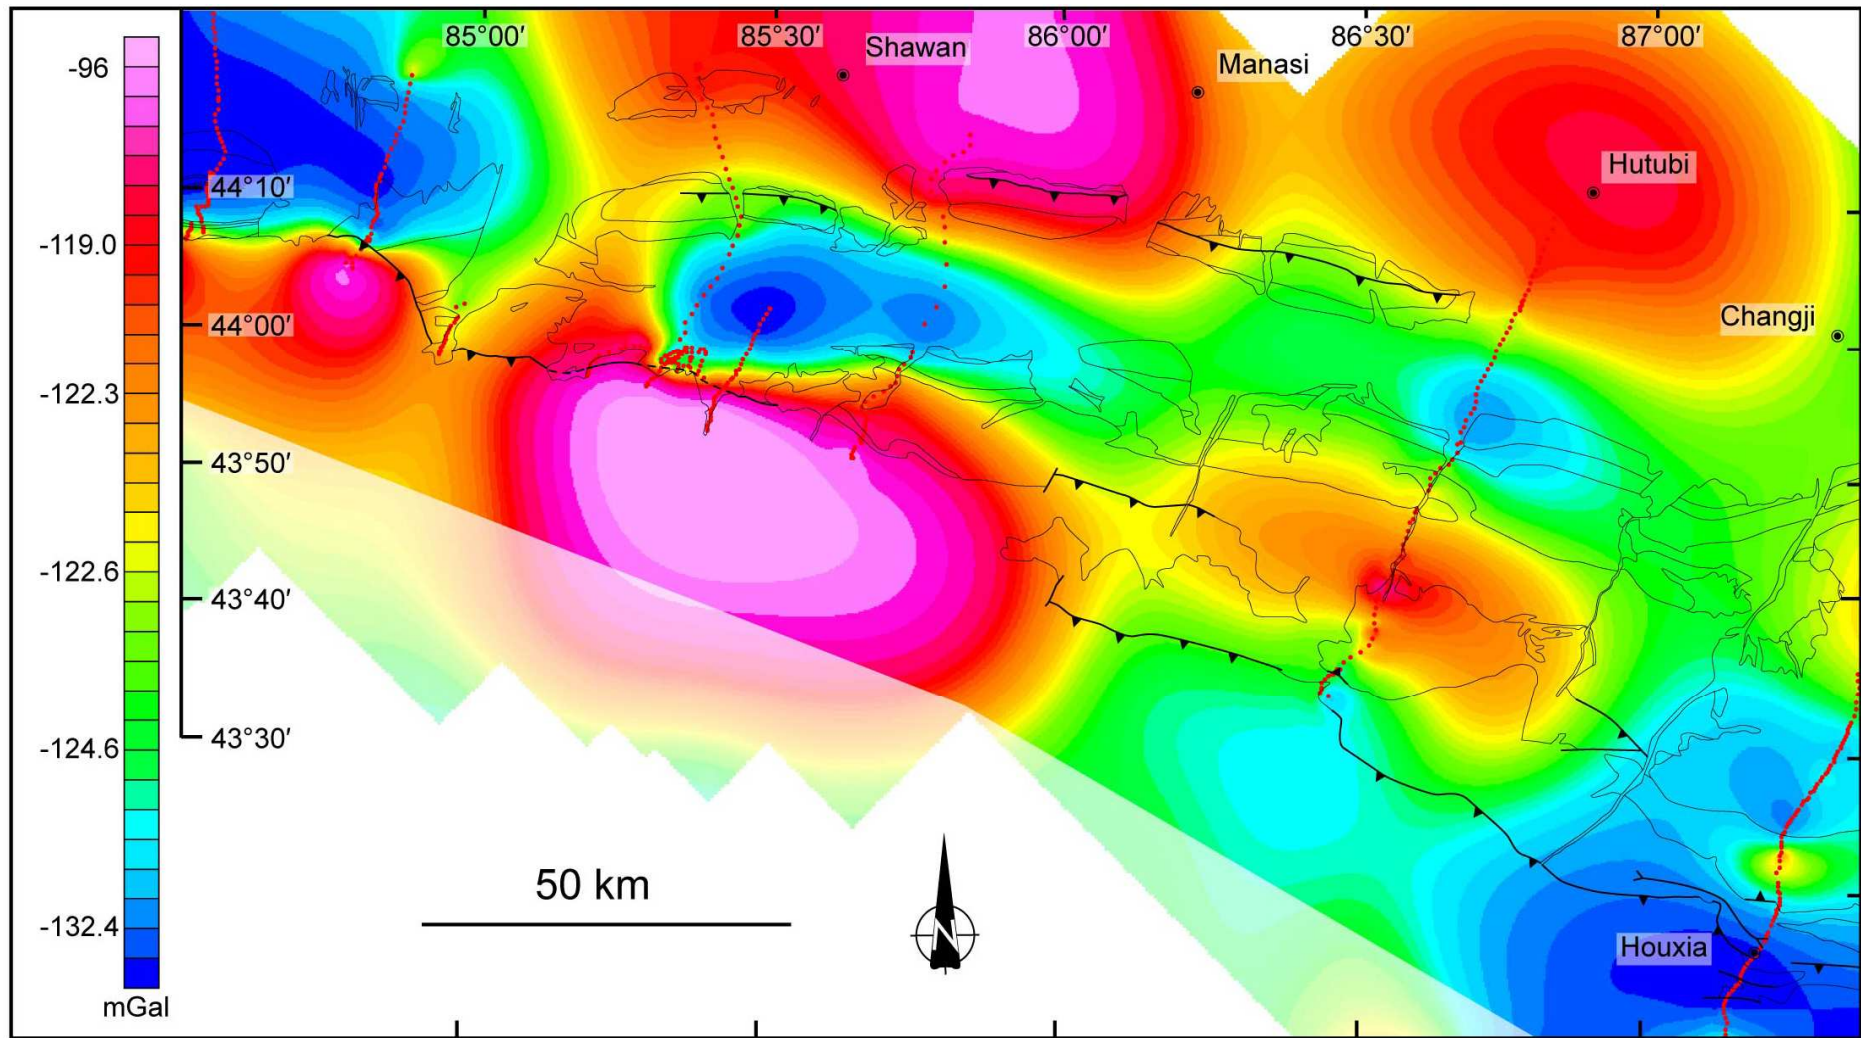 85°00′ 85°30′ 86°00′ 86°30′ 87°00′
Shawan
Manasi
Hutubi
Changji
Houxia
44°10′
44°00′
43°50′
43°40′
43°30′
-96
-119.0
-122.3
-122.6
-124.6
-132.4
mGal
50 km
N